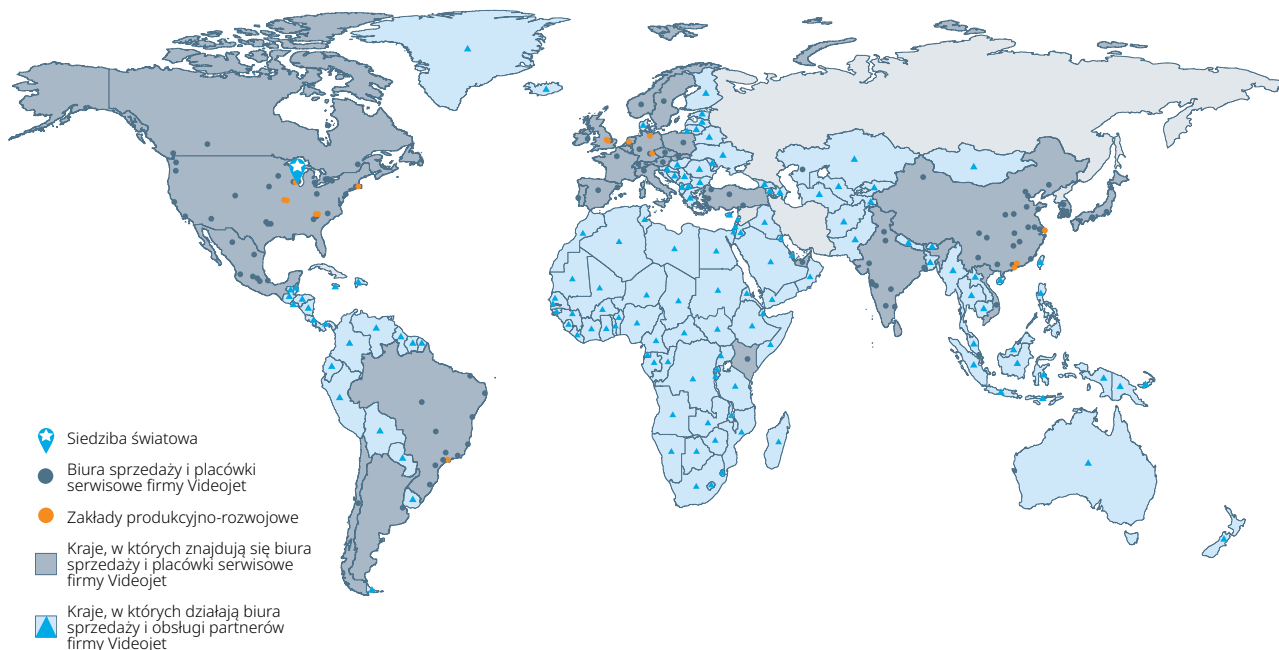 Siedziba światowa
Biura sprzedaży i placówki
serwisowe firmy Videojet
Zakłady produkcyjno-rozwojowe
Kraje, w których znajdują się biura
sprzedaży i placówki serwisowe
firmy Videojet
Kraje, w których działają biura
sprzedaży i obsługi partnerów
firmy Videojet